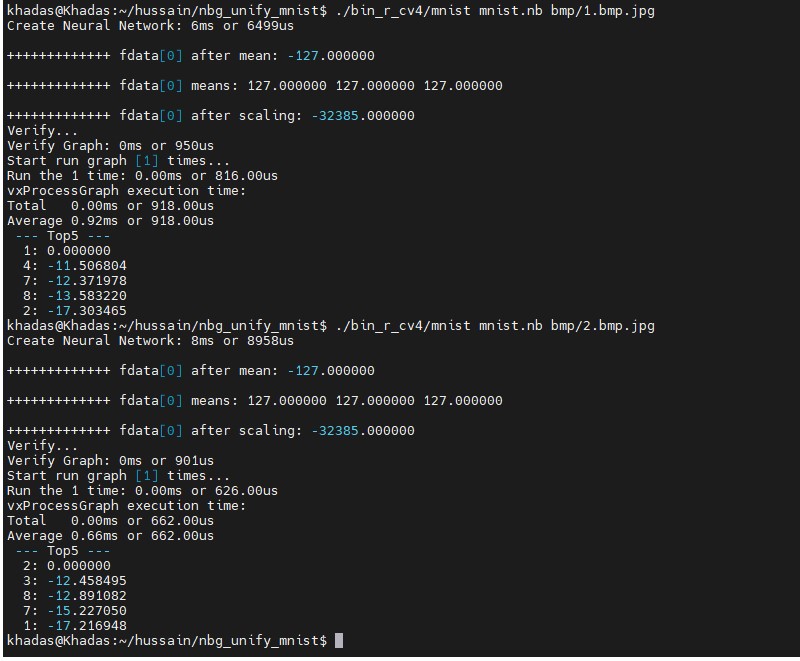 khadas@Khadas:~/hussain/nbg_unify_mnist$ ./bin_r_cv4/mnist mnist.nb bmp/1.bmp.jpg
Create Neural Network: 6ms or 6499us
+++++++++++++ fdata[0] after mean: -127.000000
+++++++++++++ fdata[0] means: 127.000000 127.000000 127.000000
+++++++++++++ fdata[0] after scaling: -32385.000000
Verify...
Verify Graph: 0ms or 950us
Start run graph [1] times...
Run the 1 time: 0.00ms or 816.00us
vxProcessGraph execution time:
Total   0.00ms or 918.00us
Average 0.92ms or 918.00us
 --- Top5 ---
  1: 0.000000
  4: -11.506804
  7: -12.371978
  8: -13.583220
  2: -17.303465
khadas@Khadas:~/hussain/nbg_unify_mnist$ ./bin_r_cv4/mnist mnist.nb bmp/2.bmp.jpg
Create Neural Network: 8ms or 8958us
+++++++++++++ fdata[0] after mean: -127.000000
+++++++++++++ fdata[0] means: 127.000000 127.000000 127.000000
+++++++++++++ fdata[0] after scaling: -32385.000000
Verify...
Verify Graph: 0ms or 901us
Start run graph [1] times...
Run the 1 time: 0.00ms or 626.00us
vxProcessGraph execution time:
Total   0.00ms or 662.00us
Average 0.66ms or 662.00us
 --- Top5 ---
  2: 0.000000
  3: -12.458495
  8: -12.891082
  7: -15.227050
  1: -17.216948
khadas@Khadas:~/hussain/nbg_unify_mnist$